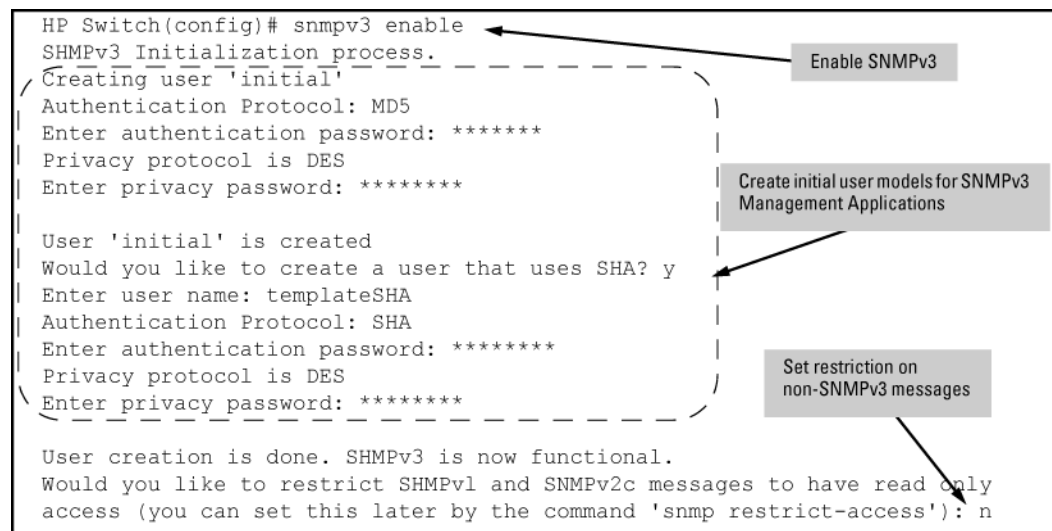 HP Switch(config)# snmpv3 enable
SHMPv3 Initialization process.
Enable SNMPv3
Creating user 'initial'
Authentication Protocol: MD5
Enter authentication password: *******
Privacy protocol is DES
Enter privacy password: ********
Create initial user models for SNMPv3
Management Applications
User 'initial' is created
Would you like to create a user that uses SHA? y
Enter user name: templateSHA
Authentication Protocol: SHA
Enter authentication password: ********
Privacy protocol is DES
Enter privacy password: ********
Set restriction on
non-SNMPv3 messages
User creation is done. SHMPv3 is now functional.
Would you like to restrict SHMPvl and SNMPv2c messages to have read only
access (you can set this later by the command 'snmp restrict-access'): n